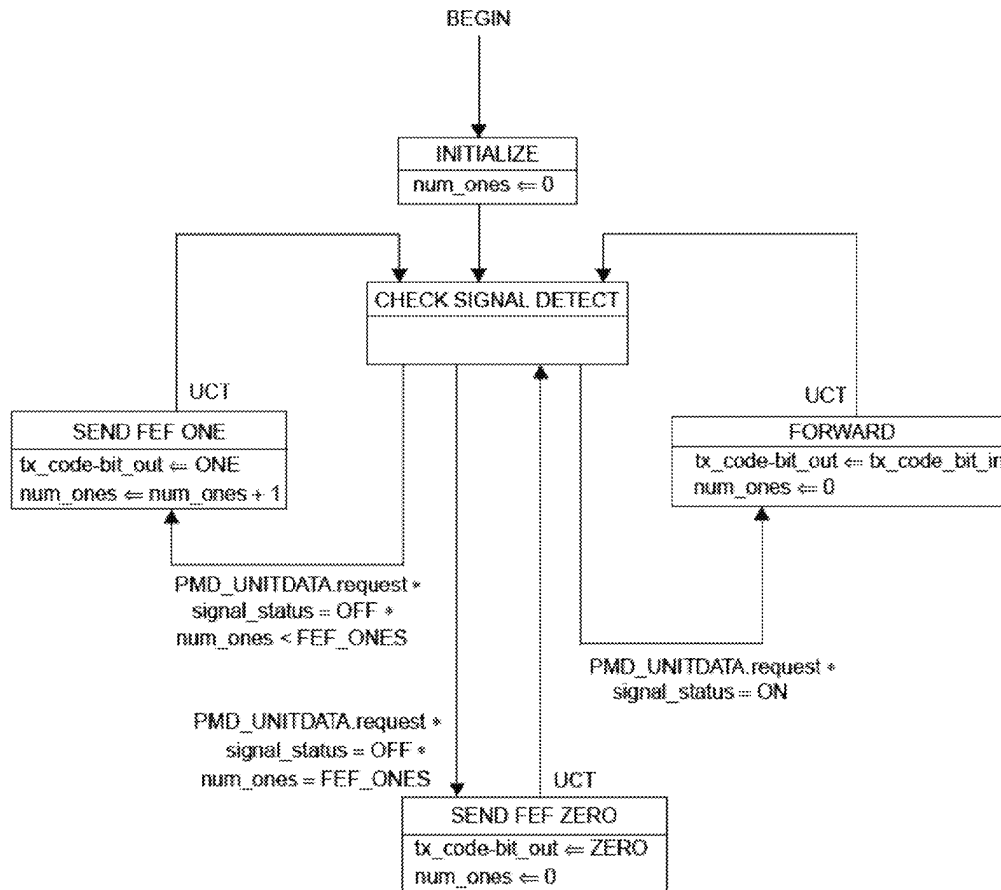 BEGIN
INITIALIZE
num_ones ⇐ 0
CHECK SIGNAL DETECT
UCT
SEND FEF ONE
tx_code-bit_out ⇐ ONE
num_ones ⇐ num_ones + 1
UCT
FORWARD
tx_code-bit_out ⇐ tx_code_bit_in
num_ones ⇐ 0
PMD_UNITDATA.request *
signal_status = OFF *
num_ones < FEF_ONES
PMD_UNITDATA.request *
signal_status = ON
PMD_UNITDATA.request *
signal_status = OFF *
num_ones = FEF_ONES
UCT
SEND FEF ZERO
tx_code-bit_out ⇐ ZERO
num_ones ⇐ 0